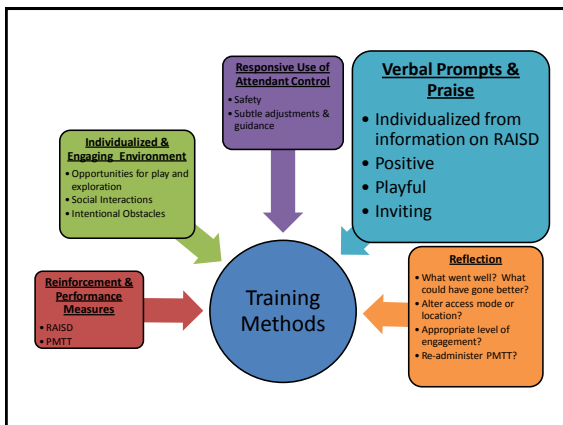 Reinforcement &
Performance
Measures
• RAISD
• PMTT
Individualized &
Engaging Environment
• Opportunities for play and
exploration
• Social Interactions
• Intentional Obstacles
Responsive Use of
Attendant Control
• Safety
• Subtle adjustments &
guidance
Verbal Prompts &
Praise
• Individualized from
information on RAISD
• Positive
• Playful
• Inviting
Reflection
• What went well? What
could have gone better?
• Alter access mode or
location?
• Appropriate level of
engagement?
• Re-administer PMTT?
Training
Methods